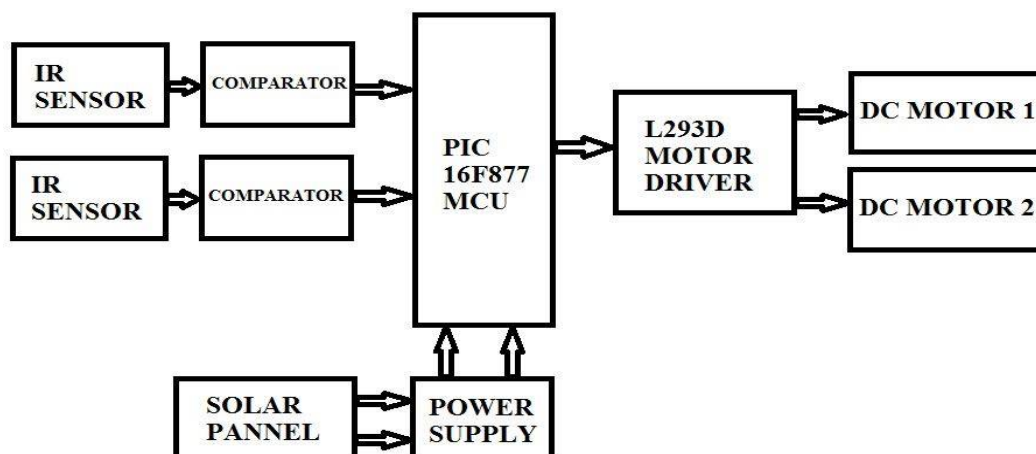 IR
SENSOR
COMPARATOR
IR
SENSOR
COMPARATOR
PIC
16F877
MCU
L293D
MOTOR
DRIVER
DC MOTOR 1
DC MOTOR 2
SOLAR
PANNEL
POWER
SUPPLY